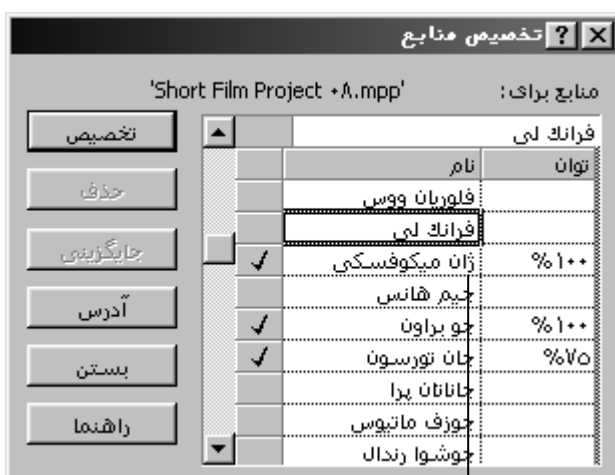 تخصیص منابع
منابع برای: 'Short Film Project ۰۸.mpp'
فرانك لی
نام توان
فلوریان ووس
فرانك لی
ژان میكوفسكی %۱۰۰
جیم هانس
جو براون %۱۰۰
جان تورسون %۷۵
جاناتان پرا
جوزف ماتیوس
جوشوا رندال
تخصیص
حذف
جایگزینی
آدرس
بستن
راهنما